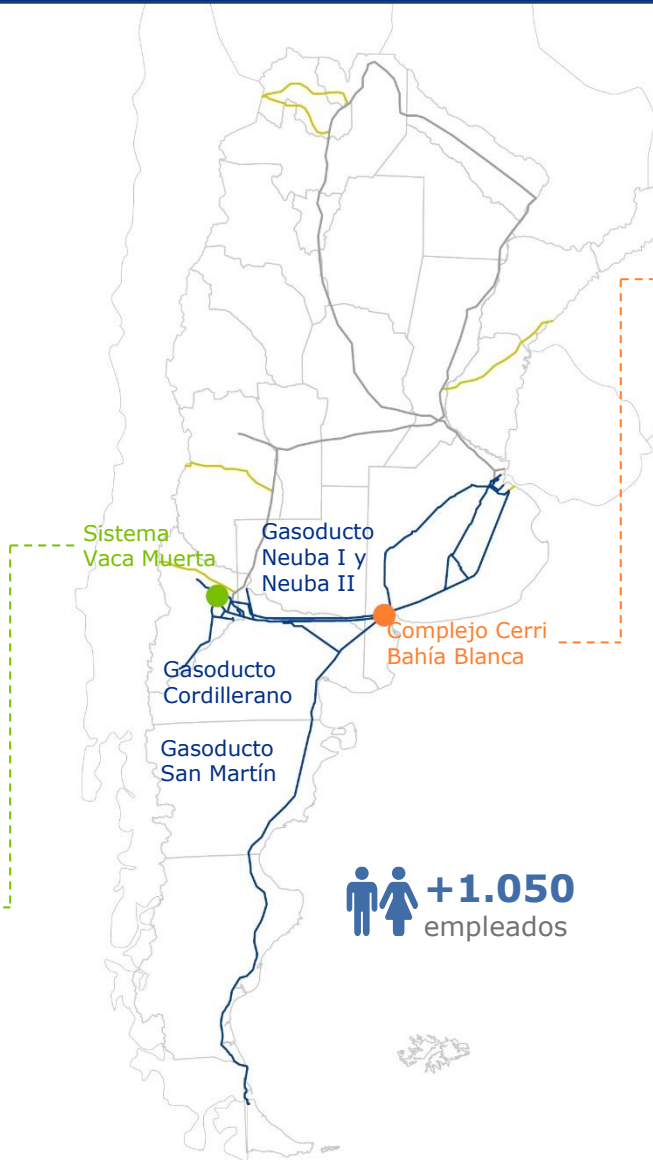 Sistema
Vaca Muerta
Gasoducto
Neuba I y
Neuba II
Complejo Cerri
Bahía Blanca
Gasoducto
Cordillerano
Gasoducto
San Martín
+1.050
empleados